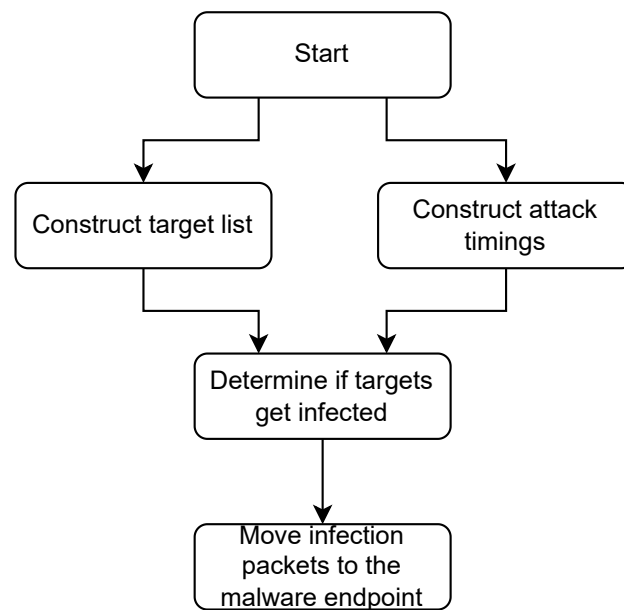 Start
Construct target list
Construct attack
timings
Determine if targets
get infected
Move infection
packets to the
malware endpoint